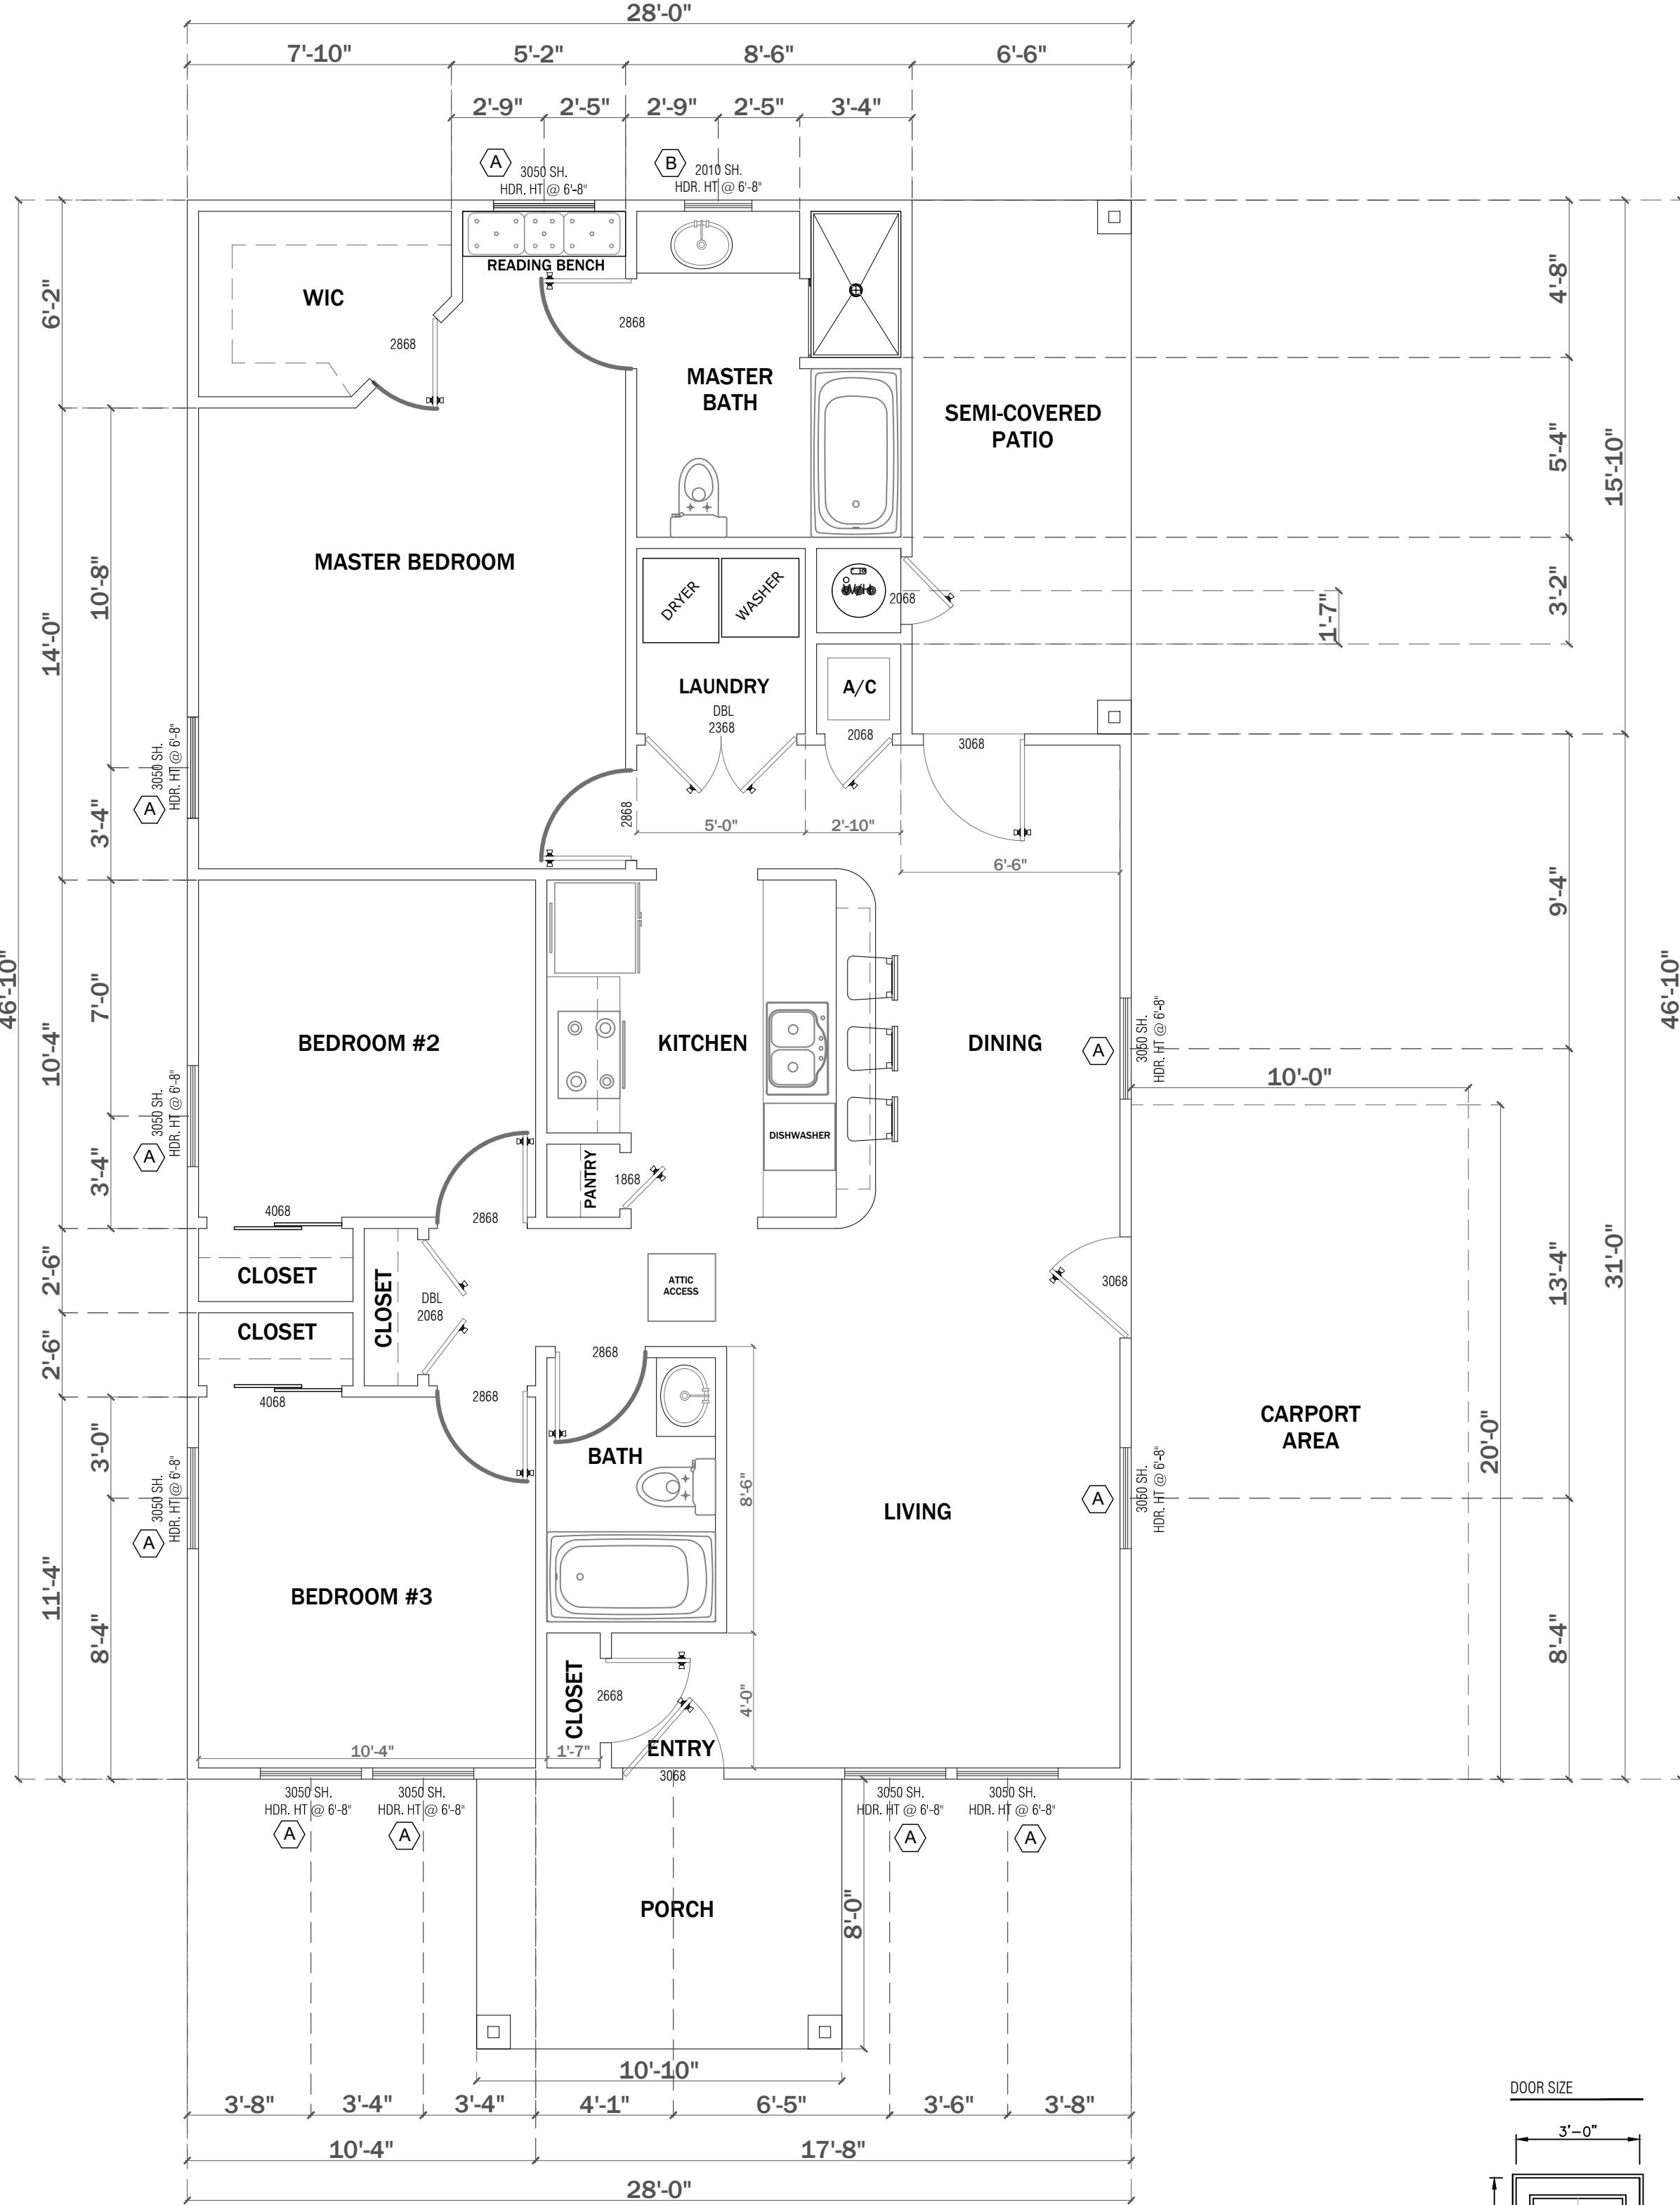 28'-0"
7'-10" 5'-2" 8'-6" 6'-6"
2'-9" 2'-5" 2'-9" 2'-5" 3'-4"
A
3050 SH.
HDR. HT @ 6'-8"
B
2010 SH.
HDR. HT @ 6'-8"
READING BENCH
WIC
2868
2868
MASTER
BATH
SEMI-COVERED
PATIO
MASTER BEDROOM
DRYER
WASHER
2068
LAUNDRY
DBL
2368
A/C
2068
3068
2868
5'-0"
2'-10"
6'-6"
6'-2"
14'-0"
10'-8"
3'-4"
A
3050 SH.
HDR. HT @ 6'-8"
4'-8"
5'-4"
3'-2"
1'-7"
15'-10"
9'-4"
46'-10"
10'-4"
7'-0"
3'-4"
A
3050 SH.
HDR. HT @ 6'-8"
BEDROOM #2
KITCHEN
DINING
A
3050 SH.
HDR. HT @ 6'-8"
10'-0"
46'-10"
DISHWASHER
PANTRY
1868
4068
2868
CLOSET
CLOSET
CLOSET
DBL
2068
ATTIC
ACCESS
3068
13'-4"
31'-0"
2'-6"
2'-6"
4068
2868
2868
BATH
8'-6"
LIVING
A
3050 SH.
HDR. HT @ 6'-8"
CARPORT
AREA
20'-0"
3'-0"
11'-4"
8'-4"
A
3050 SH.
HDR. HT @ 6'-8"
BEDROOM #3
8'-4"
CLOSET
2668
4'-0"
ENTRY
3068
10'-4"
1'-7"
3050 SH.
HDR. HT @ 6'-8"
A
3050 SH.
HDR. HT @ 6'-8"
A
3050 SH.
HDR. HT @ 6'-8"
A
3050 SH.
HDR. HT @ 6'-8"
A
PORCH
8'-0"
10'-10"
3'-8" 3'-4" 3'-4" 4'-1" 6'-5" 3'-6" 3'-8"
10'-4" 17'-8"
28'-0"
DOOR SIZE
3'-0"